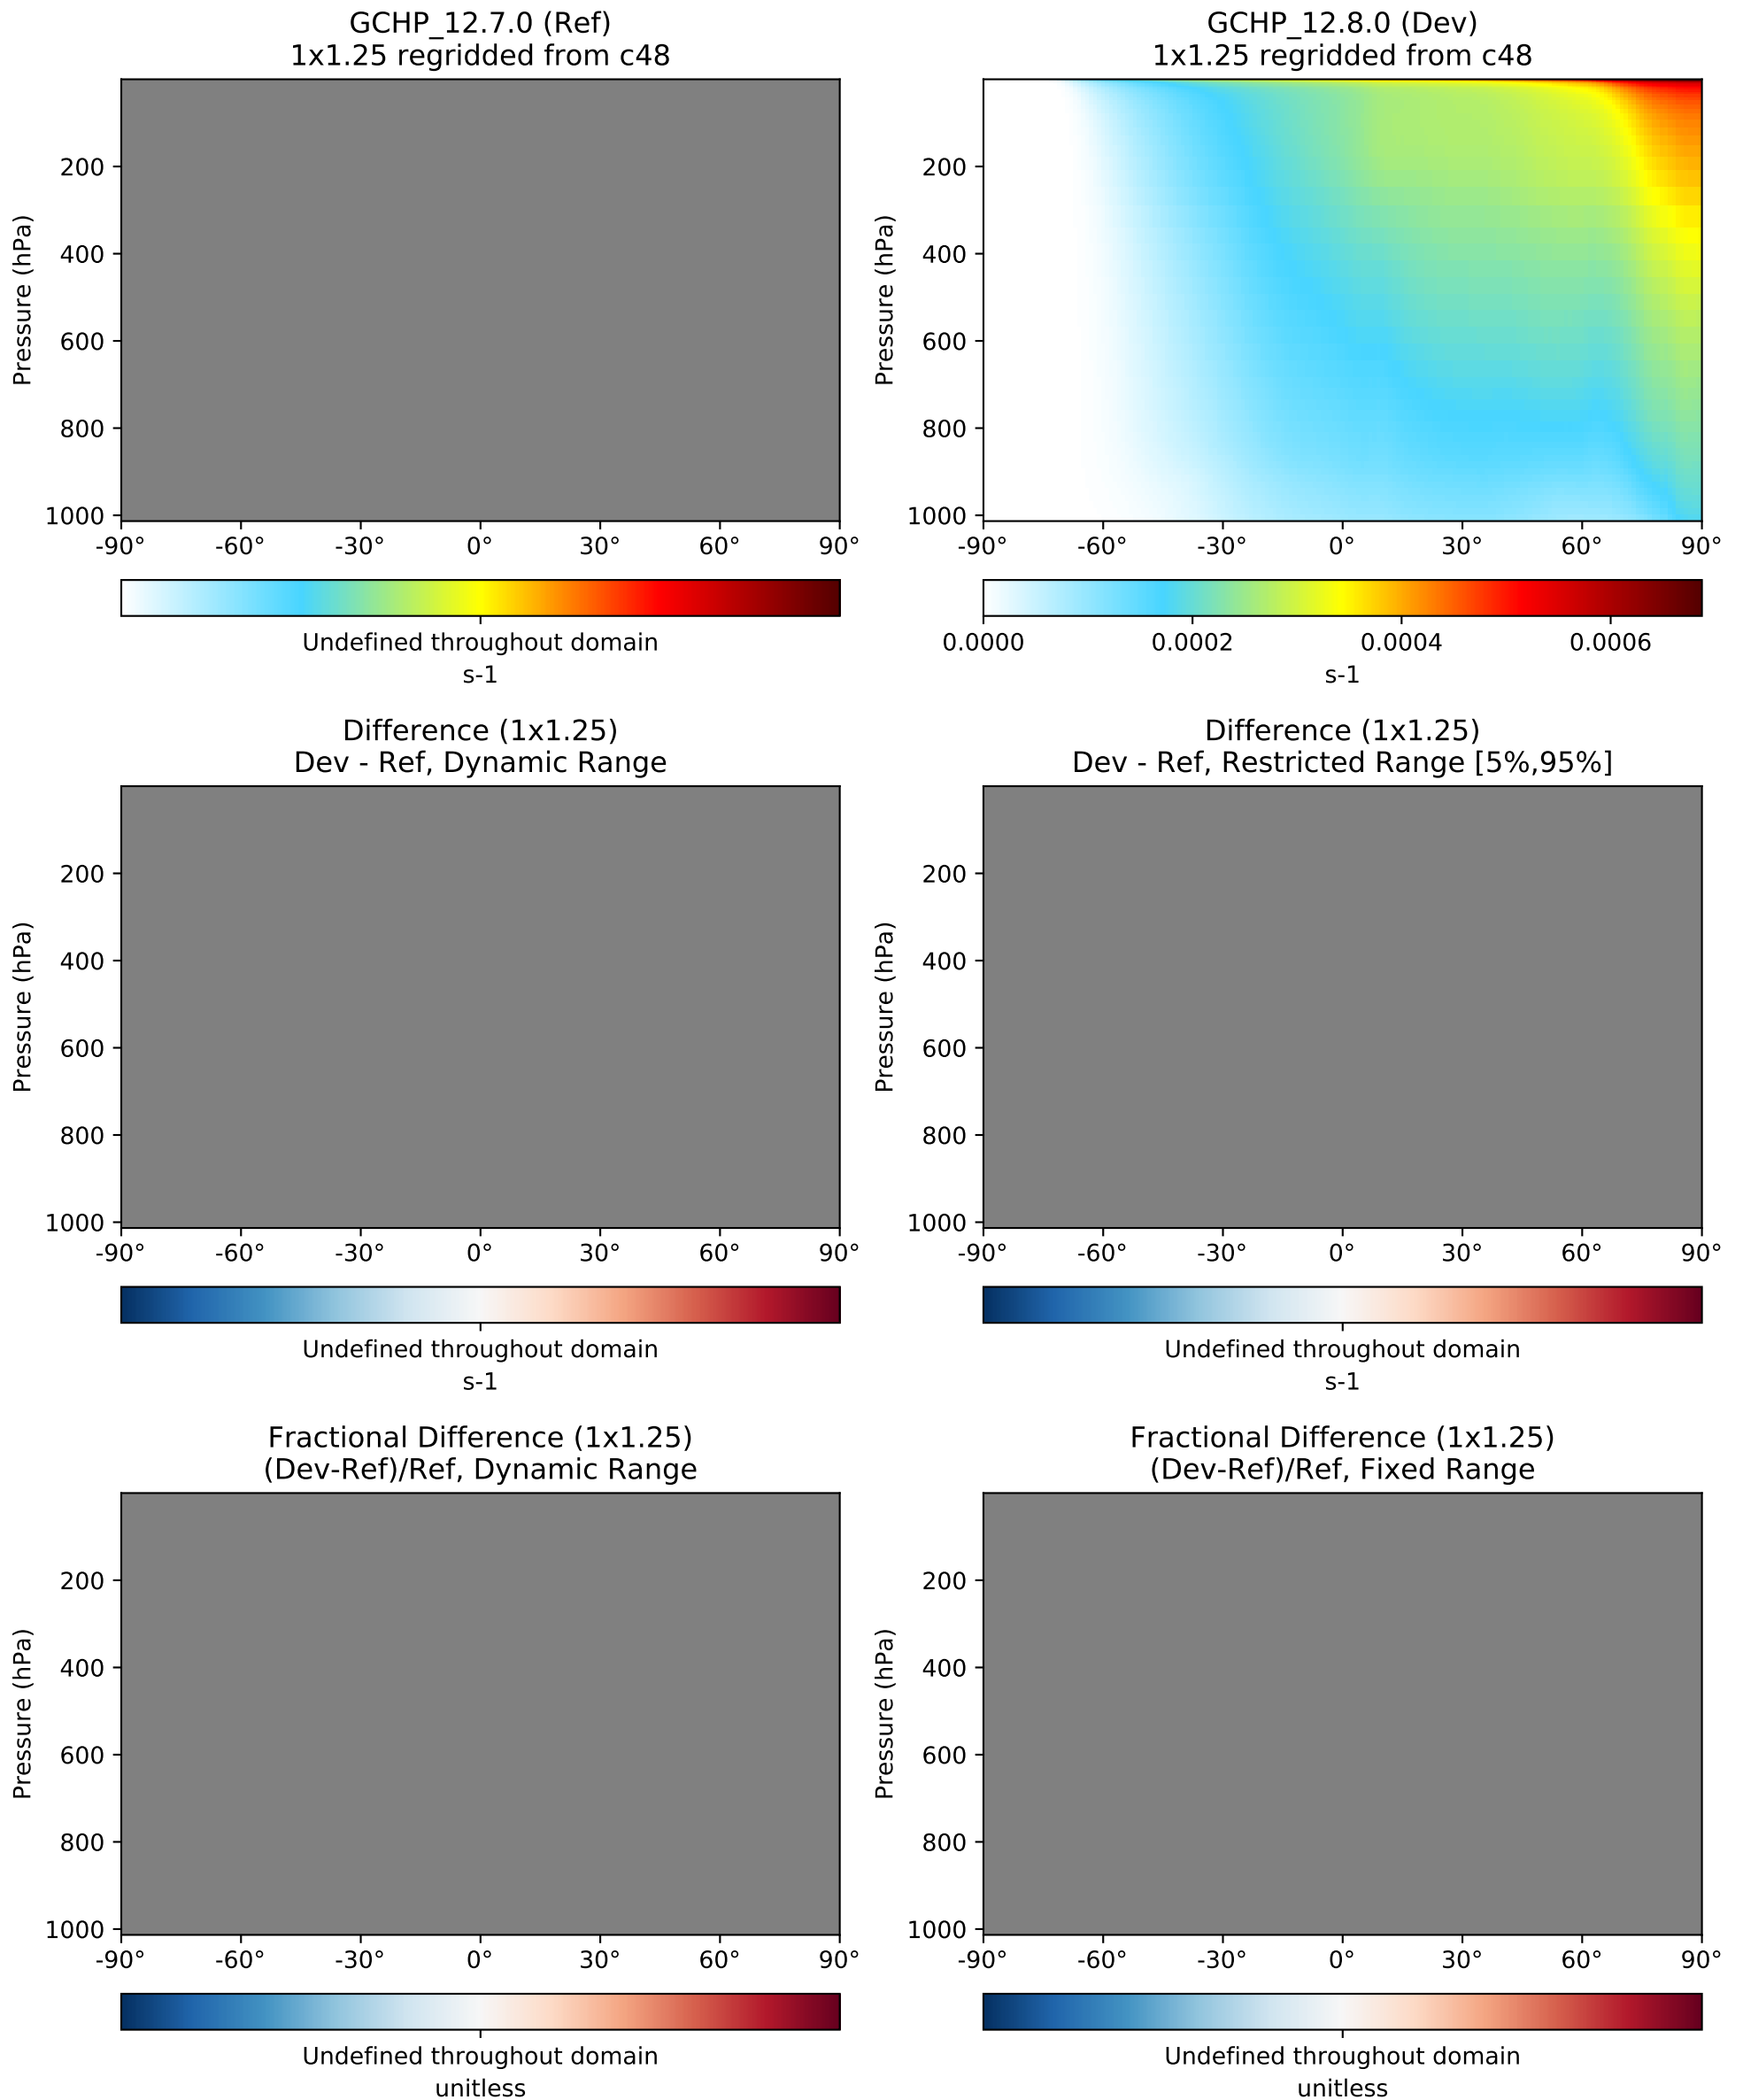 GCHP_12.7.0 (Ref)
1x1.25 regridded from c48
Pressure (hPa)
200
400
600
800
1000
-90° -60° -30° 0° 30° 60° 90°
Undefined throughout domain
s-1
GCHP_12.8.0 (Dev)
1x1.25 regridded from c48
Pressure (hPa)
200
400
600
800
1000
-90° -60° -30° 0° 30° 60° 90°
0.0000 0.0002 0.0004 0.0006
s-1
Difference (1x1.25)
Dev - Ref, Dynamic Range
Pressure (hPa)
200
400
600
800
1000
-90° -60° -30° 0° 30° 60° 90°
Undefined throughout domain
s-1
Difference (1x1.25)
Dev - Ref, Restricted Range [5%,95%]
Pressure (hPa)
200
400
600
800
1000
-90° -60° -30° 0° 30° 60° 90°
Undefined throughout domain
s-1
Fractional Difference (1x1.25)
(Dev-Ref)/Ref, Dynamic Range
Pressure (hPa)
200
400
600
800
1000
-90° -60° -30° 0° 30° 60° 90°
Undefined throughout domain
unitless
Fractional Difference (1x1.25)
(Dev-Ref)/Ref, Fixed Range
Pressure (hPa)
200
400
600
800
1000
-90° -60° -30° 0° 30° 60° 90°
Undefined throughout domain
unitless